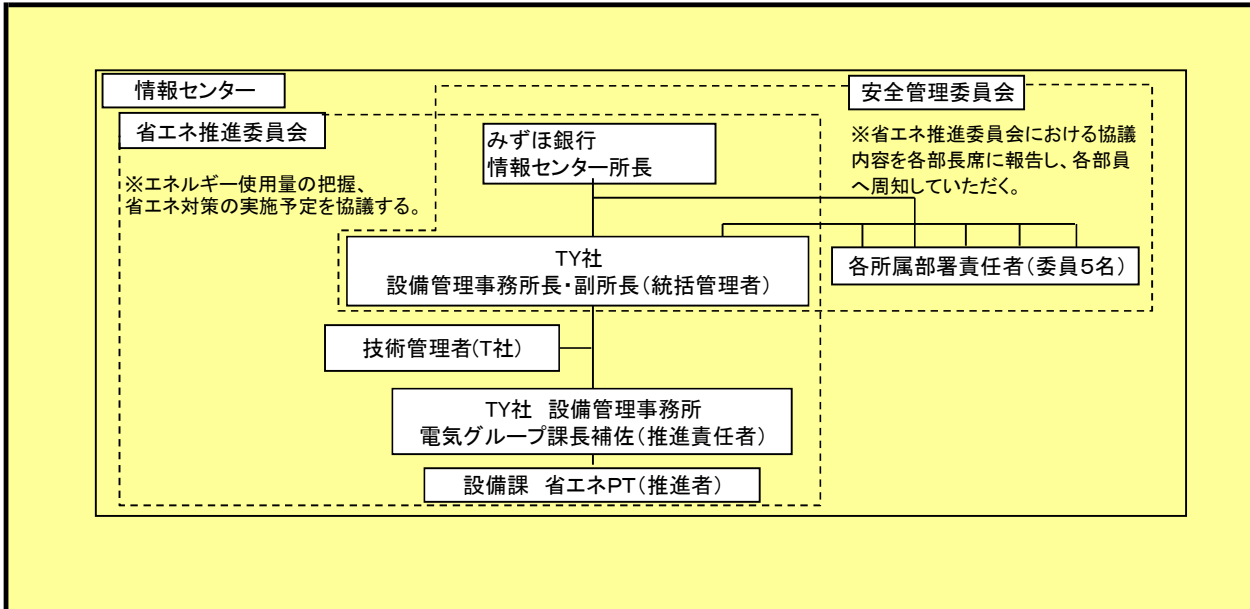 情報センター
安全管理委員会
省エネ推進委員会
みずほ銀行
情報センター所長
※省エネ推進委員会における協議
内容を各部長席に報告し、各部員
へ周知していただく。
※エネルギー使用量の把握、
省エネ対策の実施予定を協議する。
TY社
設備管理事務所長・副所長(統括管理者)
各所属部署責任者(委員5名)
技術管理者(T社)
TY社 設備管理事務所
電気グループ課長補佐(推進責任者)
設備課 省エネPT(推進者)